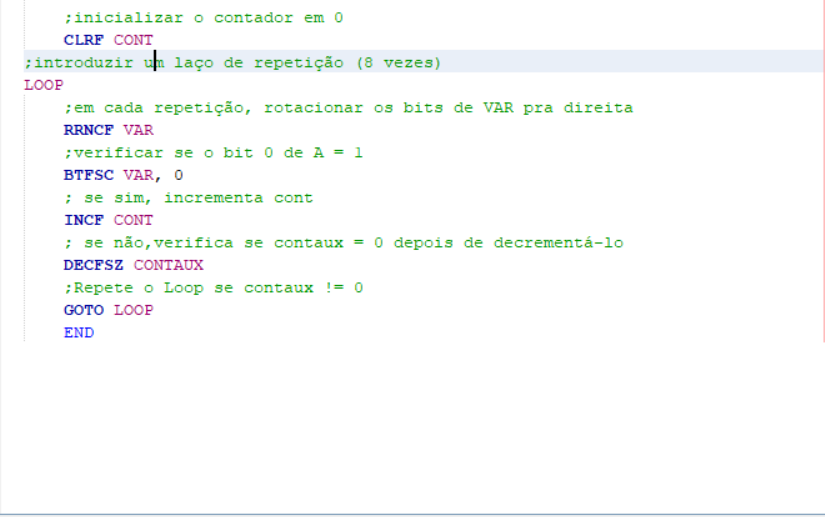 ;inicializar o contador em 0
CLRF CONT
;introduzir um laço de repetição (8 vezes)
LOOP
;em cada repetição, rotacionar os bits de VAR pra direita
RRNCF VAR
;verificar se o bit 0 de A = 1
BTFSC VAR, 0
; se sim, incrementa cont
INCF CONT
; se não,verifica se contaux = 0 depois de decrementá-lo
DECFSZ CONTAUX
;Repete o Loop se contaux != 0
GOTO LOOP
END